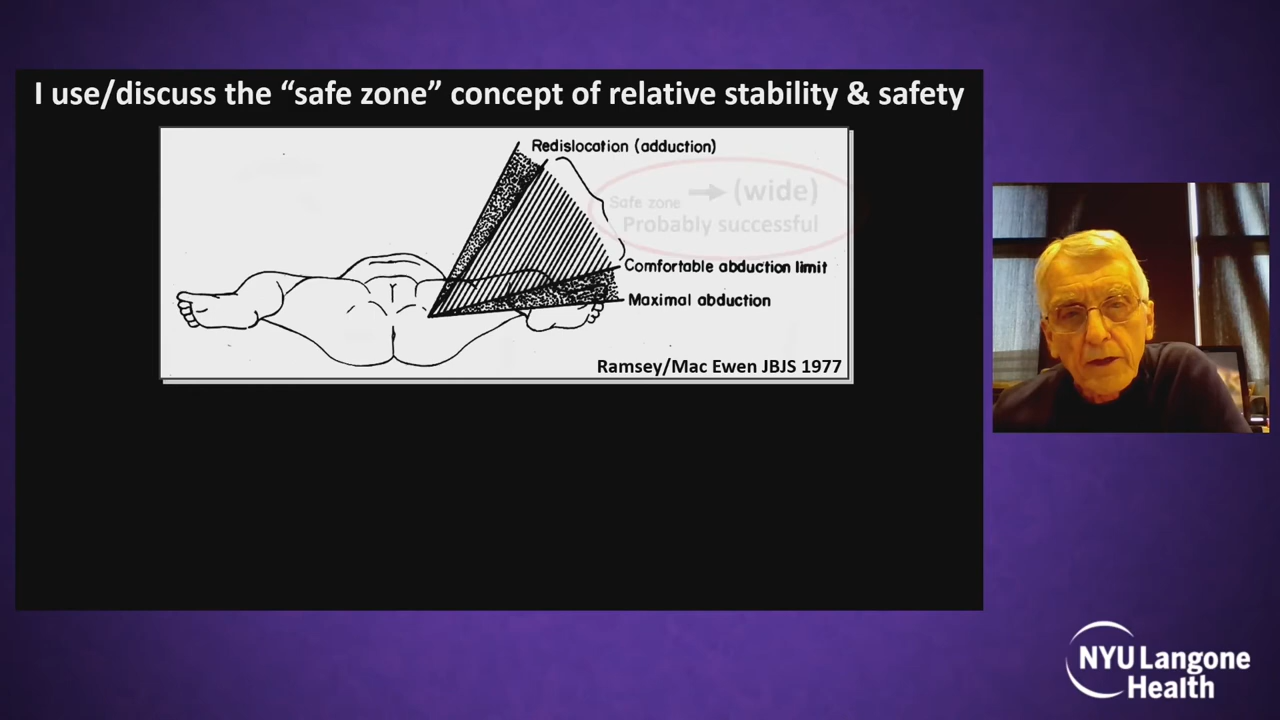 I use/discuss the “safe zone” concept of relative stability & safety
Redislocation (adduction)
Safe zone (wide)
Probably successful
Comfortable abduction limit
Maximal abduction
Ramsey/Mac Ewen JBJS 1977
NYU Langone
Health